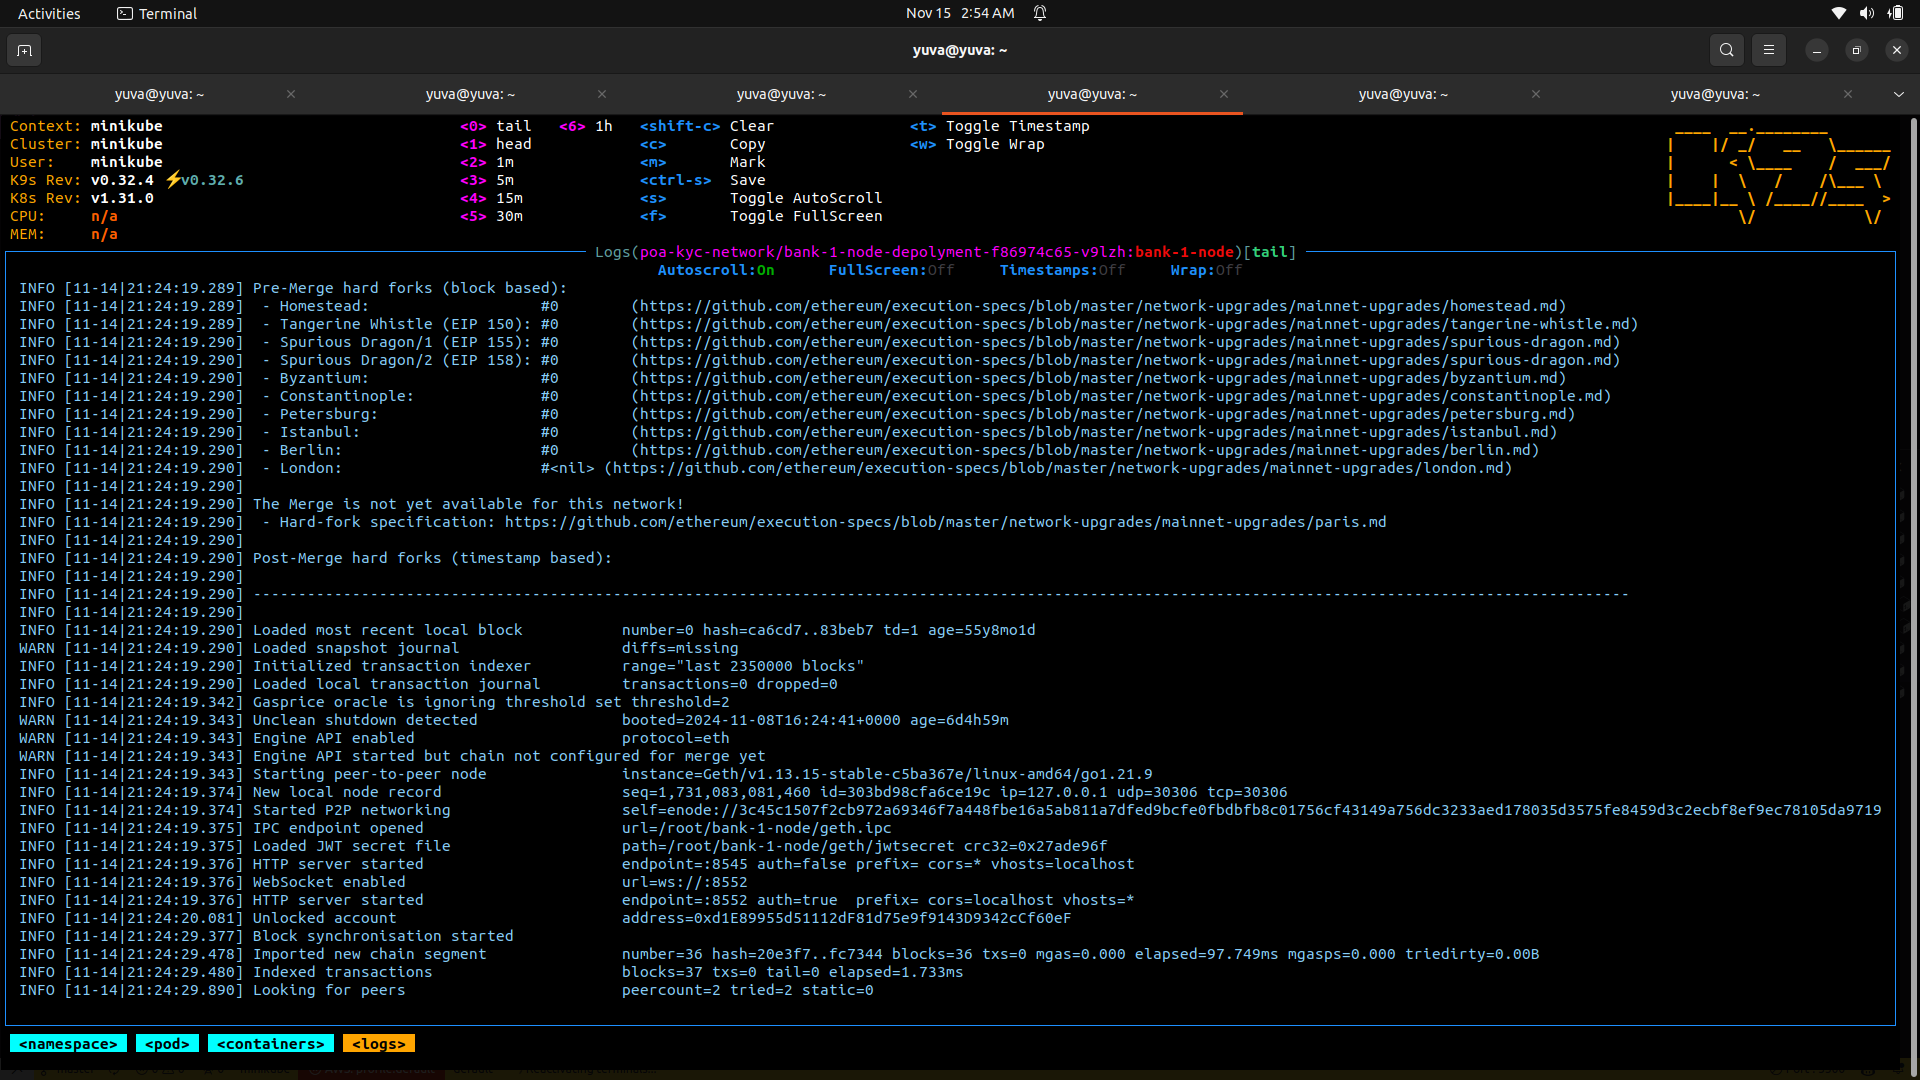 Activities Terminal Nov 15 2:54 AM
yuva@yuva: ~
yuva@yuva: ~ yuva@yuva: ~ yuva@yuva: ~ yuva@yuva: ~ yuva@yuva: ~ yuva@yuva: ~
Context: minikube <0> tail <6> 1h <shift-c> Clear <t> Toggle Timestamp
Cluster: minikube <1> head <c> Copy <w> Toggle Wrap
User: minikube <2> 1m <m> Mark
K9s Rev: v0.32.4 ⚡v0.32.6 <3> 5m <ctrl-s> Save
K8s Rev: v1.31.0 <4> 15m <s> Toggle AutoScroll
CPU: n/a <5> 30m <f> Toggle FullScreen
MEM: n/a
Logs(poa-kyc-network/bank-1-node-depolyment-f86974c65-v9lzh:bank-1-node)[tail]
Autoscroll:On FullScreen:Off Timestamps:Off Wrap:Off
INFO [11-14|21:24:19.289] Pre-Merge hard forks (block based):
INFO [11-14|21:24:19.289] - Homestead: #0 (https://github.com/ethereum/execution-specs/blob/master/network-upgrades/mainnet-upgrades/homestead.md)
INFO [11-14|21:24:19.289] - Tangerine Whistle (EIP 150): #0 (https://github.com/ethereum/execution-specs/blob/master/network-upgrades/mainnet-upgrades/tangerine-whistle.md)
INFO [11-14|21:24:19.290] - Spurious Dragon/1 (EIP 155): #0 (https://github.com/ethereum/execution-specs/blob/master/network-upgrades/mainnet-upgrades/spurious-dragon.md)
INFO [11-14|21:24:19.290] - Spurious Dragon/2 (EIP 158): #0 (https://github.com/ethereum/execution-specs/blob/master/network-upgrades/mainnet-upgrades/spurious-dragon.md)
INFO [11-14|21:24:19.290] - Byzantium: #0 (https://github.com/ethereum/execution-specs/blob/master/network-upgrades/mainnet-upgrades/byzantium.md)
INFO [11-14|21:24:19.290] - Constantinople: #0 (https://github.com/ethereum/execution-specs/blob/master/network-upgrades/mainnet-upgrades/constantinople.md)
INFO [11-14|21:24:19.290] - Petersburg: #0 (https://github.com/ethereum/execution-specs/blob/master/network-upgrades/mainnet-upgrades/petersburg.md)
INFO [11-14|21:24:19.290] - Istanbul: #0 (https://github.com/ethereum/execution-specs/blob/master/network-upgrades/mainnet-upgrades/istanbul.md)
INFO [11-14|21:24:19.290] - Berlin: #0 (https://github.com/ethereum/execution-specs/blob/master/network-upgrades/mainnet-upgrades/berlin.md)
INFO [11-14|21:24:19.290] - London: #<nil> (https://github.com/ethereum/execution-specs/blob/master/network-upgrades/mainnet-upgrades/london.md)
INFO [11-14|21:24:19.290]
INFO [11-14|21:24:19.290] The Merge is not yet available for this network!
INFO [11-14|21:24:19.290] - Hard-fork specification: https://github.com/ethereum/execution-specs/blob/master/network-upgrades/mainnet-upgrades/paris.md
INFO [11-14|21:24:19.290]
INFO [11-14|21:24:19.290] Post-Merge hard forks (timestamp based):
INFO [11-14|21:24:19.290]
INFO [11-14|21:24:19.290] ---------------------------------------------------------------------------------------------------------------------------------------------------------
INFO [11-14|21:24:19.290]
INFO [11-14|21:24:19.290] Loaded most recent local block number=0 hash=ca6cd7..83beb7 td=1 age=55y8mo1d
WARN [11-14|21:24:19.290] Loaded snapshot journal diffs=missing
INFO [11-14|21:24:19.290] Initialized transaction indexer range="last 2350000 blocks"
INFO [11-14|21:24:19.290] Loaded local transaction journal transactions=0 dropped=0
INFO [11-14|21:24:19.342] Gasprice oracle is ignoring threshold set threshold=2
WARN [11-14|21:24:19.343] Unclean shutdown detected booted=2024-11-08T16:24:41+0000 age=6d4h59m
WARN [11-14|21:24:19.343] Engine API enabled protocol=eth
WARN [11-14|21:24:19.343] Engine API started but chain not configured for merge yet
INFO [11-14|21:24:19.343] Starting peer-to-peer node instance=Geth/v1.13.15-stable-c5ba367e/linux-amd64/go1.21.9
INFO [11-14|21:24:19.374] New local node record seq=1,731,083,081,460 id=303bd98cfa6ce19c ip=127.0.0.1 udp=30306 tcp=30306
INFO [11-14|21:24:19.374] Started P2P networking self=enode://3c45c1507f2cb972a69346f7a448fbe16a5ab811a7dfed9bcfe0fbdbfb8c01756cf43149a756dc3233aed178035d3575fe8459d3c2ecbf8ef9ec78105da9719
INFO [11-14|21:24:19.375] IPC endpoint opened url=/root/bank-1-node/geth.ipc
INFO [11-14|21:24:19.375] Loaded JWT secret file path=/root/bank-1-node/geth/jwtsecret crc32=0x27ade96f
INFO [11-14|21:24:19.376] HTTP server started endpoint=:8545 auth=false prefix= cors=* vhosts=localhost
INFO [11-14|21:24:19.376] WebSocket enabled url=ws://:8552
INFO [11-14|21:24:19.376] HTTP server started endpoint=:8552 auth=true prefix= cors=localhost vhosts=*
INFO [11-14|21:24:20.081] Unlocked account address=0xd1E89955d51112dF81d75e9f9143D9342cCf60eF
INFO [11-14|21:24:29.377] Block synchronisation started
INFO [11-14|21:24:29.478] Imported new chain segment number=36 hash=20e3f7..fc7344 blocks=36 txs=0 mgas=0.000 elapsed=97.749ms mgasps=0.000 triedirty=0.00B
INFO [11-14|21:24:29.480] Indexed transactions blocks=37 txs=0 tail=0 elapsed=1.733ms
INFO [11-14|21:24:29.890] Looking for peers peercount=2 tried=2 static=0
<namespace> <pod> <containers> <logs>